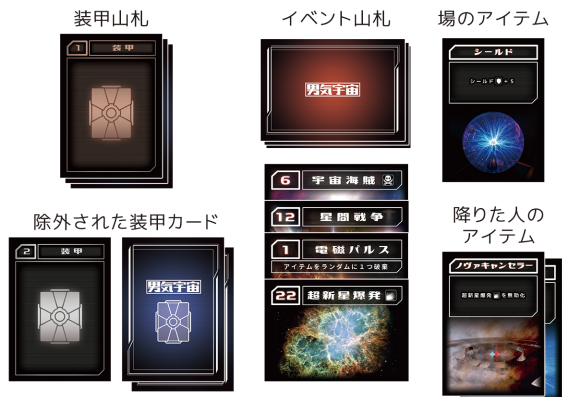 装甲山札
イベント山札
場のアイテム
1 装甲
男気宇宙
シールド
シールド+5
6 宇宙海賊
12 星間戦争
1 電磁パルス
アイテムをランダムに1つ破棄
22 超新星爆発
除外された装甲カード
2 装甲
男気宇宙
降りた人の
アイテム
ノヴァキャンセラー
超新星爆発を無効化